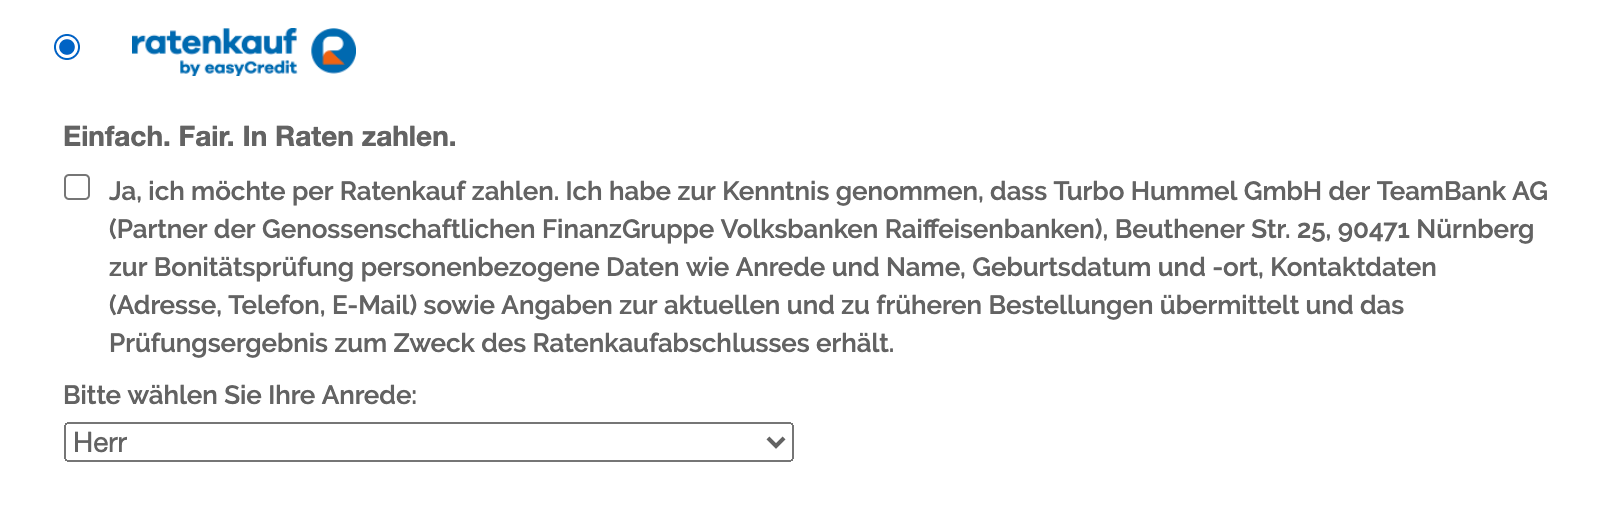 ratenkauf
by easyCredit
Einfach. Fair. In Raten zahlen.
Ja, ich möchte per Ratenkauf zahlen. Ich habe zur Kenntnis genommen, dass Turbo Hummel GmbH der TeamBank AG
(Partner der Genossenschaftlichen FinanzGruppe Volksbanken Raiffeisenbanken), Beuthener Str. 25, 90471 Nürnberg
zur Bonitätsprüfung personenbezogene Daten wie Anrede und Name, Geburtsdatum und -ort, Kontaktdaten
(Adresse, Telefon, E-Mail) sowie Angaben zur aktuellen und zu früheren Bestellungen übermittelt und das
Prüfungsergebnis zum Zweck des Ratenkaufabschlusses erhält.
Bitte wählen Sie Ihre Anrede:
Herr